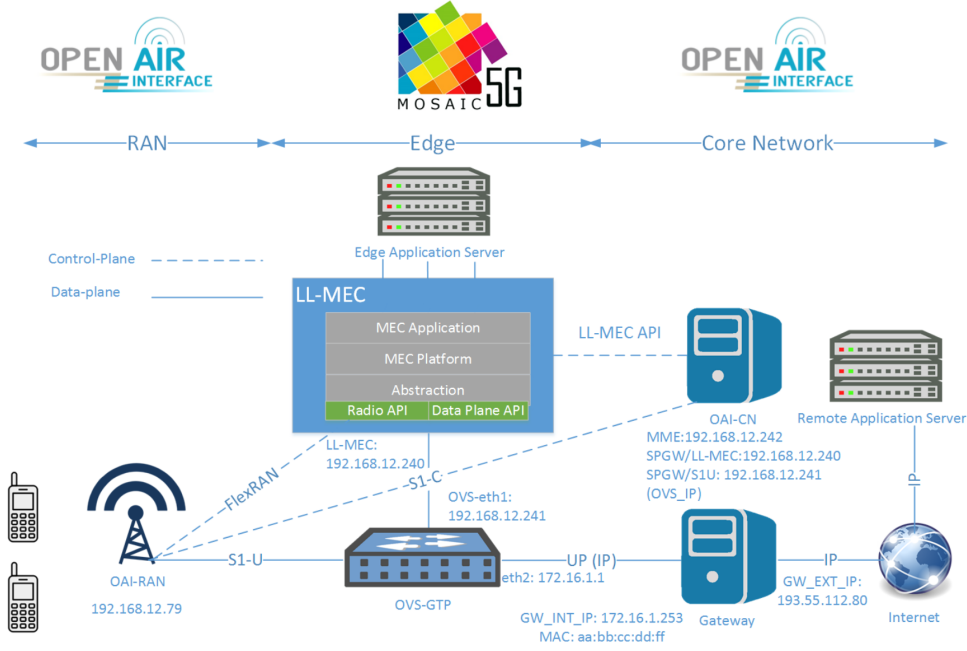 OPEN AIR
INTERFACE
MOSAIC 5G
OPEN AIR
INTERFACE
RAN
Edge
Core Network
Edge Application Server
Control-Plane
Data-plane
LL-MEC
MEC Application
MEC Platform
Abstraction
Radio API
Data Plane API
LL-MEC API
OAI-CN
MME:192.168.12.242
SPGW/LL-MEC:192.168.12.240
SPGW/S1U: 192.168.12.241
(OVS_IP)
Remote Application Server
LL-MEC:
192.168.12.240
FlexRAN
S1-C
OVS-eth1:
192.168.12.241
IP
OAI-RAN
192.168.12.79
S1-U
OVS-GTP
UP (IP)
eth2: 172.16.1.1
GW_INT_IP: 172.16.1.253
MAC: aa:bb:cc:dd:ff
Gateway
IP
GW_EXT_IP:
193.55.112.80
Internet